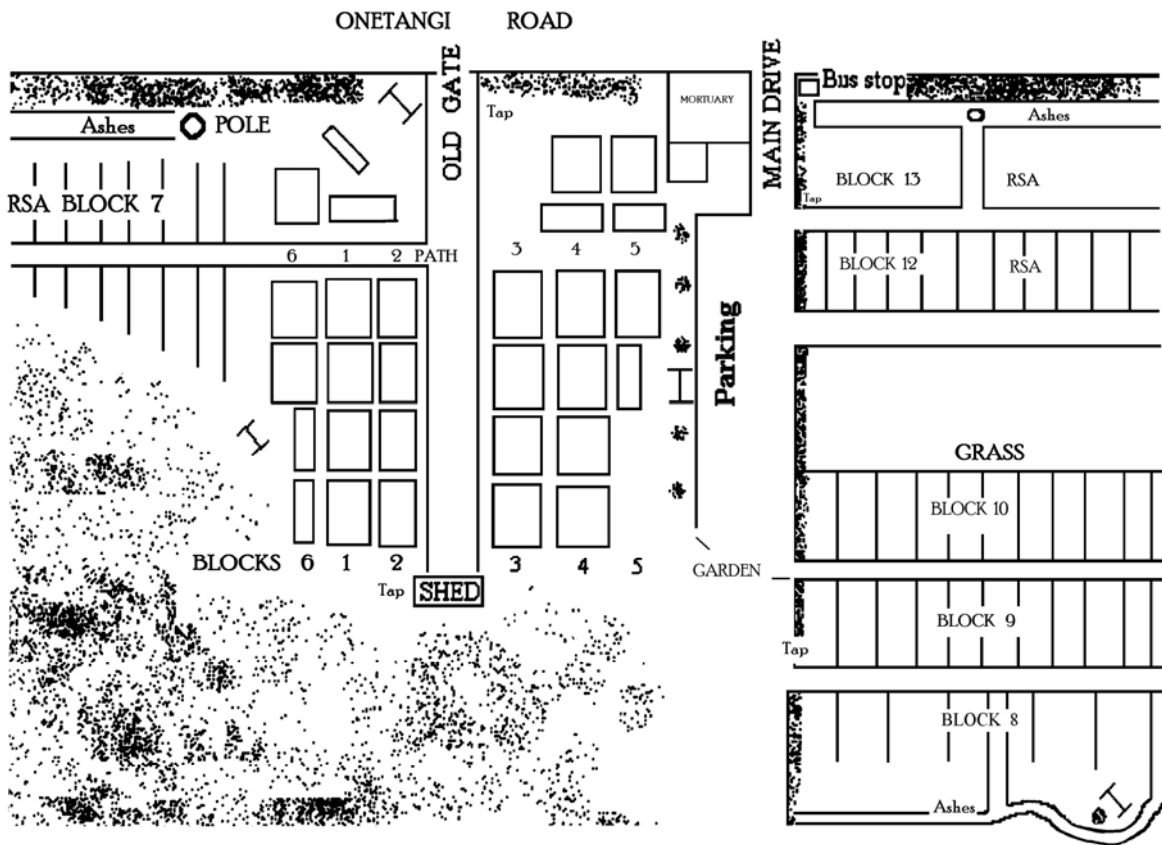 ONETANGI ROAD
OLD GATE
MAIN DRIVE
Bus stop
Tap
MORTUARY
Ashes
POLE
Ashes
BLOCK 13
RSA
Tap
RSA BLOCK 7
6 1 2 PATH
3 4 5
BLOCK 12
RSA
Parking
GRASS
BLOCK 10
BLOCKS 6 1 2
3 4 5
GARDEN
Tap
SHED
BLOCK 9
Tap
BLOCK 8
Ashes